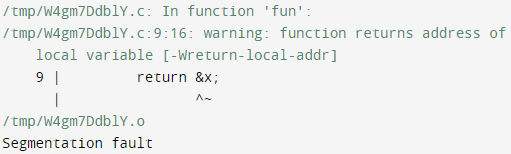 /tmp/W4gm7DdblY.c: In function 'fun':
/tmp/W4gm7DdblY.c:9:16: warning: function returns address of
local variable [-Wreturn-local-addr]
9 |         return &x;
  |                ^~
/tmp/W4gm7DdblY.o
Segmentation fault